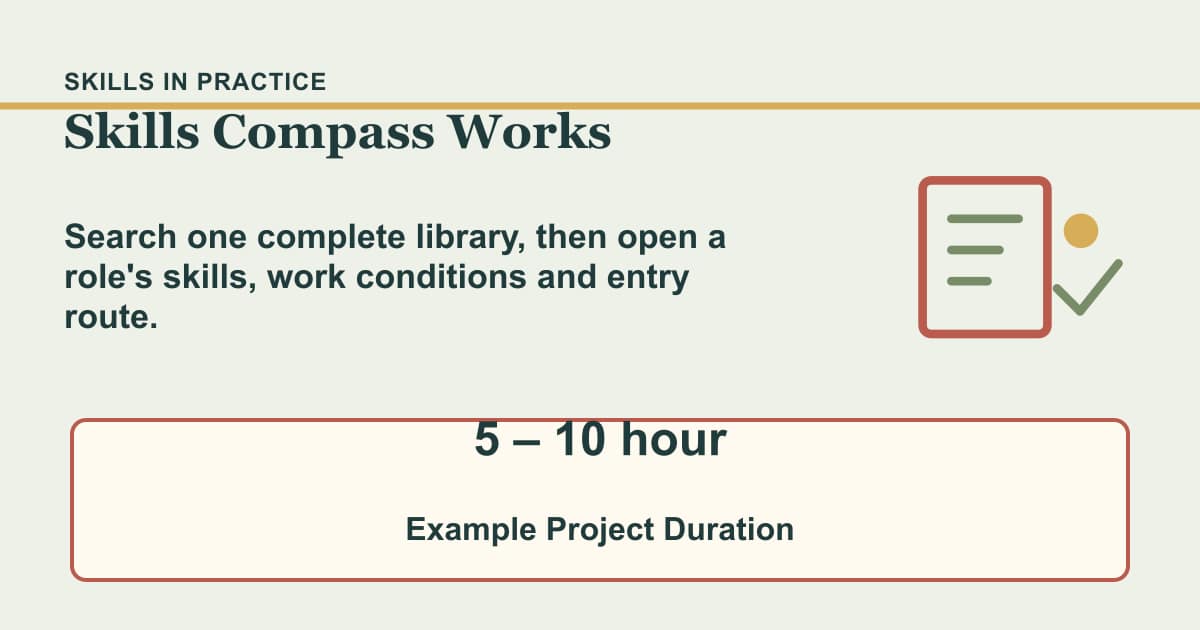 SKILLS IN PRACTICE
Skills Compass Works
Search one complete library, then open a
role's skills, work conditions and entry
route.
5 – 10 hour
Example Project Duration